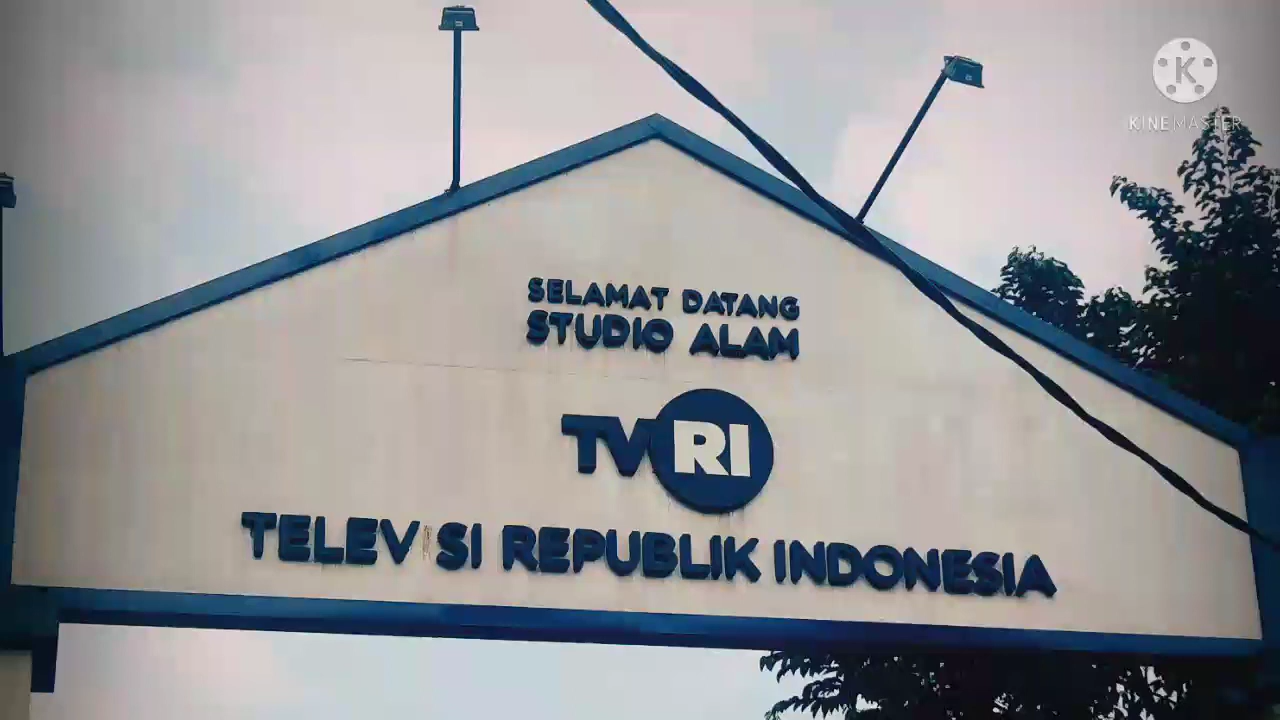 K
KINEMASTER
SELAMAT DATANG
STUDIO ALAM
TVRI
TELEVISI REPUBLIK INDONESIA